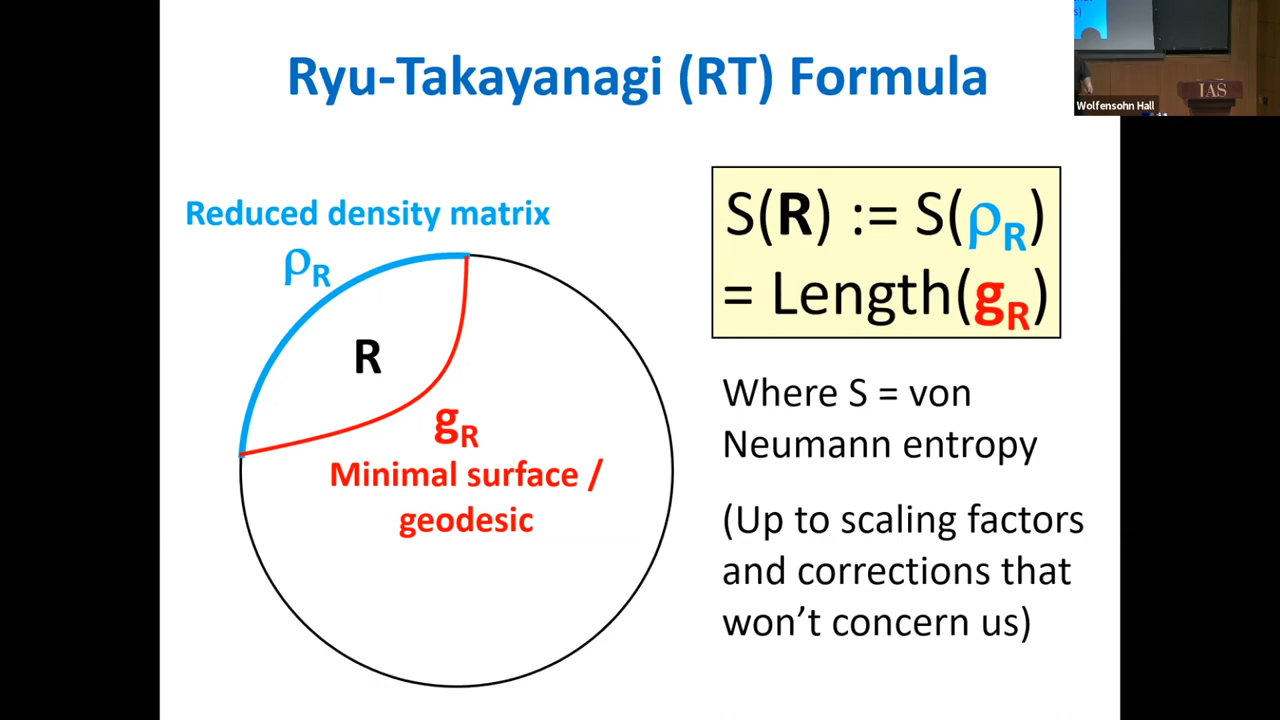 Ryu-Takayanagi (RT) Formula
IAS
Wolfensohn Hall
Reduced density matrix
ρR
R
gR
Minimal surface /
geodesic
S(R) := S(ρR)
= Length(gR)
Where S = von
Neumann entropy
(Up to scaling factors
and corrections that
won’t concern us)